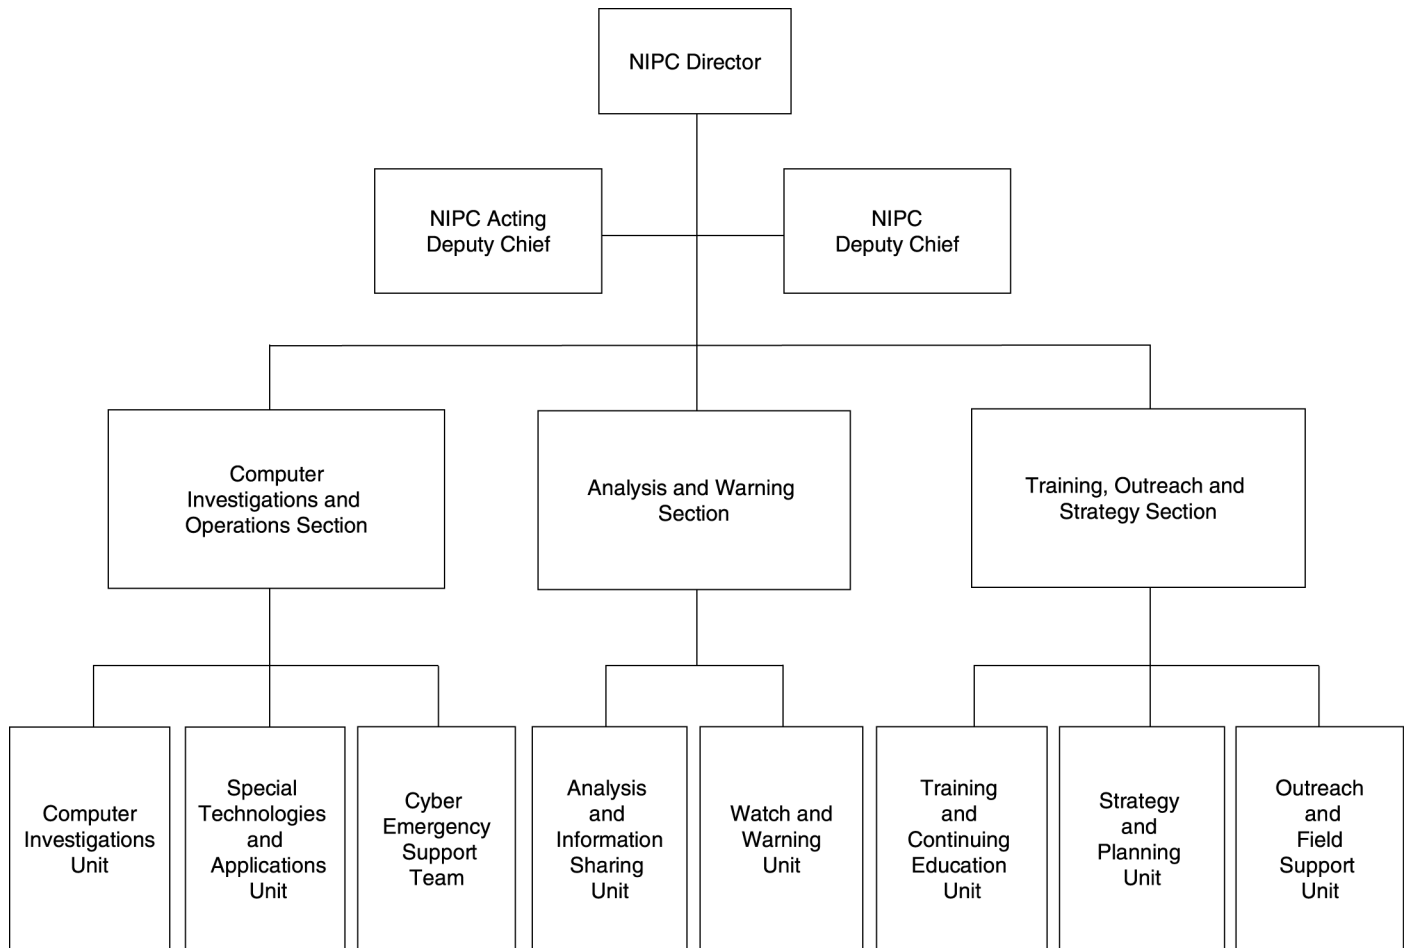 NIPC Director
NIPC Acting
Deputy Chief
NIPC
Deputy Chief
Computer
Investigations and
Operations Section
Analysis and Warning
Section
Training, Outreach and
Strategy Section
Computer
Investigations
Unit
Special
Technologies
and
Applications
Unit
Cyber
Emergency
Support
Team
Analysis
and
Information
Sharing
Unit
Watch and
Warning
Unit
Training
and
Continuing
Education
Unit
Strategy
and
Planning
Unit
Outreach
and
Field
Support
Unit